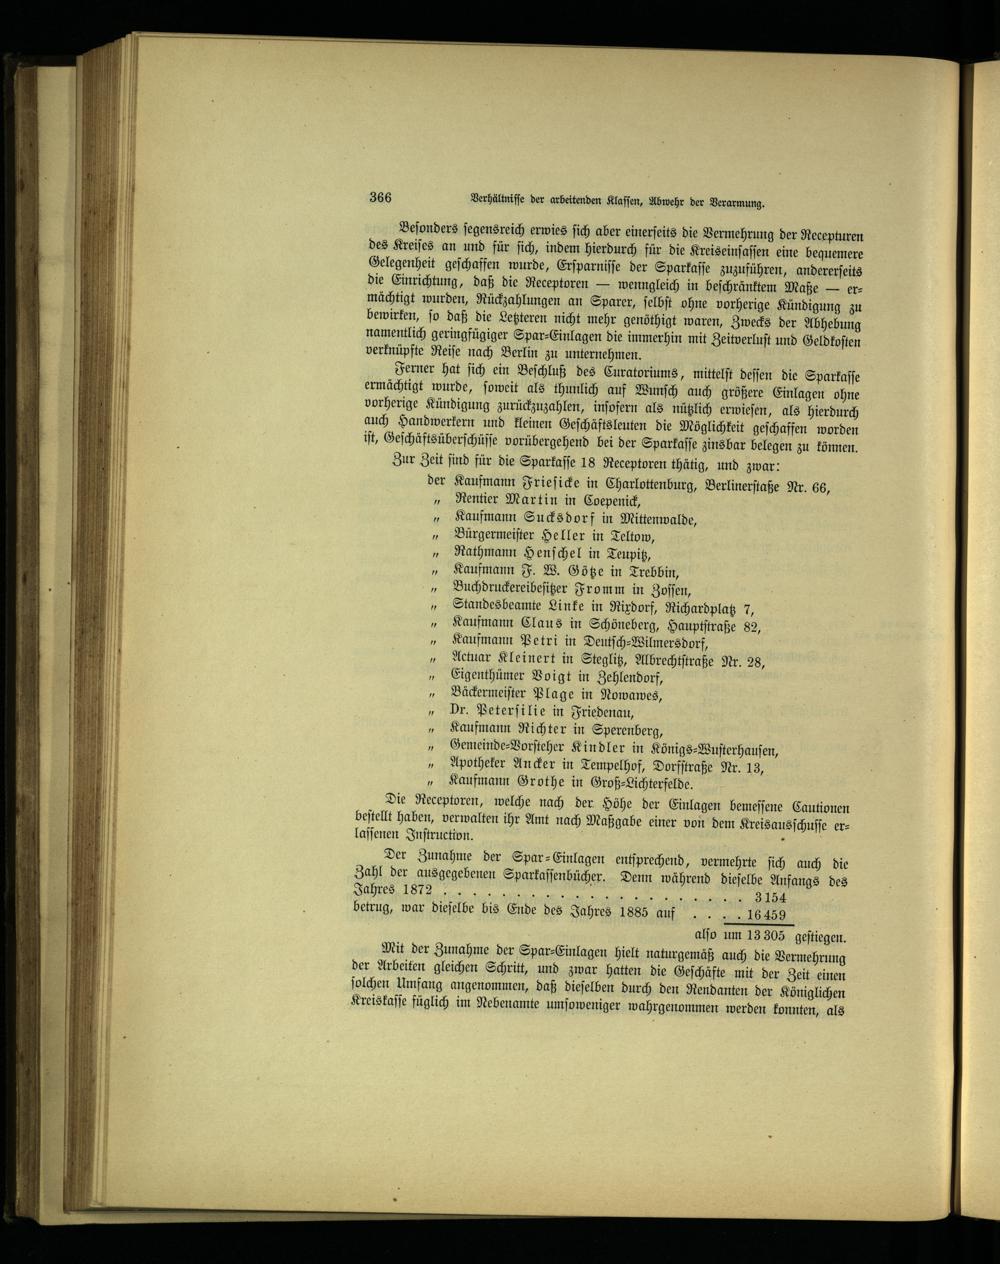 366 Verhältnisse der arbeitenden Klassen, Abwehr der Verarmung.
Besonders segensreich erwies sich aber einerseits die Vermehrung der Recepturen
des Kreises an und für sich, indem hierdurch für die Kreiseinsassen eine bequemere
Gelegenheit geschaffen wurde, Ersparnisse der Sparkasse zuzuführen, andererseits
die Einrichtung, daß die Receptoren — wenngleich in beschränktem Maße — er-
mächtigt wurden, Rückzahlungen an Sparer, selbst ohne vorherige Kündigung zu
bewirken, so daß die Letzteren nicht mehr genöthigt waren, Zwecks der Abhebung
namentlich geringfügiger Spar-Einlagen die immerhin mit Zeitverlust und Geldkosten
verknüpfte Reise nach Berlin zu unternehmen.
Ferner hat sich ein Beschluß des Curatoriums, mittelst dessen die Sparkasse
ermächtigt wurde, soweit als thunlich auf Wunsch auch größere Einlagen ohne
vorherige Kündigung zurückzuzahlen, insofern als nützlich erwiesen, als hierdurch
auch Handwerkern und kleinen Geschäftsleuten die Möglichkeit geschaffen worden
ist, Geschäftsüberschüsse vorübergehend bei der Sparkasse zinsbar belegen zu können.
Zur Zeit sind für die Sparkasse 18 Receptoren thätig, und zwar:
der Kaufmann Friesicke in Charlottenburg, Berlinerstaße Nr. 66,
„ Rentier Martin in Coepenick,
„ Kaufmann Sucksdorf in Mittenwalde,
„ Bürgermeister Heller in Teltow,
„ Rathmann Henschel in Teupitz,
„ Kaufmann F. W. Götze in Trebbin,
„ Buchdruckereibesitzer Fromm in Zossen,
„ Standesbeamte Linke in Rixdorf, Richardplatz 7,
„ Kaufmann Claus in Schöneberg, Hauptstraße 82,
„ Kaufmann Petri in Deutsch-Wilmersdorf,
„ Actuar Kleinert in Steglitz, Albrechtstraße Nr. 28,
„ Eigenthümer Voigt in Zehlendorf,
„ Bäckermeister Plage in Nowawes,
„ Dr. Petersilie in Friedenau,
„ Kaufmann Richter in Sperenberg,
„ Gemeinde-Vorsteher Kindler in Königs-Wusterhausen,
„ Apotheker Ancker in Tempelhof, Dorfstraße Nr. 13,
„ Kaufmann Grothe in Groß-Lichterfelde.
Die Receptoren, welche nach der Höhe der Einlagen bemessene Cautionen
bestellt haben, verwalten ihr Amt nach Maßgabe einer von dem Kreisausschusse er-
lassenen Instruction.
Der Zunahme der Spar-Einlagen entsprechend, vermehrte sich auch die
Zahl der ausgegebenen Sparkassenbücher. Denn während dieselbe Anfangs des
Jahres 1872 . . . . . . . . . . . . . . . . . . . . . 3 154
betrug, war dieselbe bis Ende des Jahres 1885 auf . . . . 16 459
also um 13 305 gestiegen.
Mit der Zunahme der Spar-Einlagen hielt naturgemäß auch die Vermehrung
der Arbeiten gleichen Schritt, und zwar hatten die Geschäfte mit der Zeit einen
solchen Umfang angenommen, daß dieselben durch den Rendanten der Königlichen
Kreiskasse füglich im Nebenamte umsoweniger wahrgenommen werden konnten, als